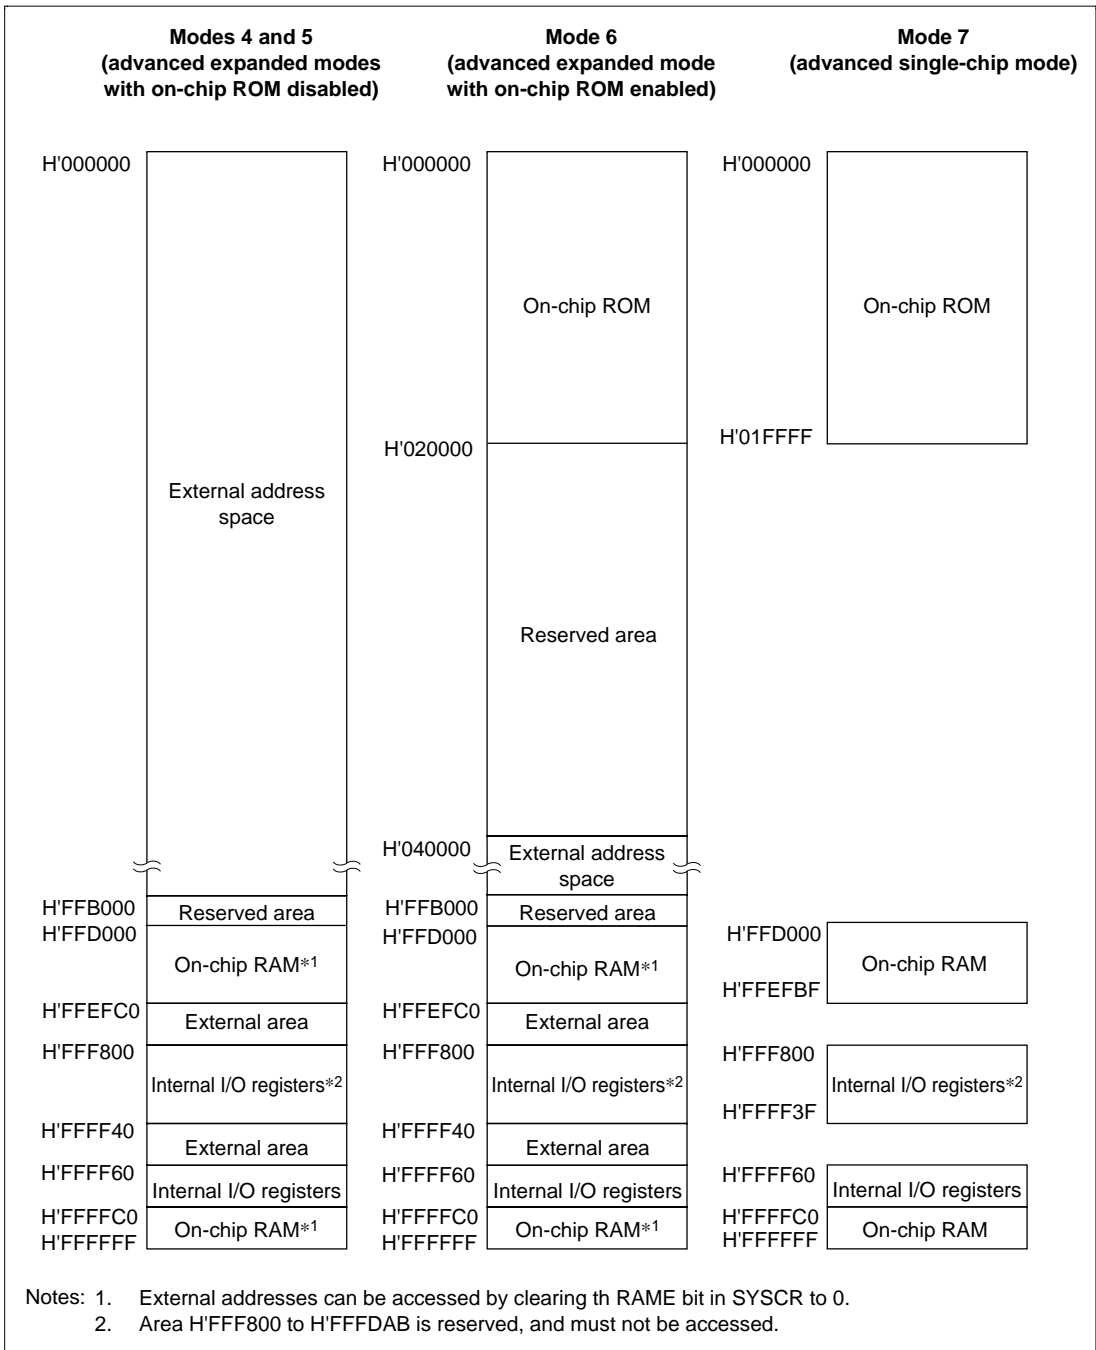 Modes 4 and 5
(advanced expanded modes
with on-chip ROM disabled)
Mode 6
(advanced expanded mode
with on-chip ROM enabled)
Mode 7
(advanced single-chip mode)
H'000000
External address
space
H'FFB000
Reserved area
H'FFD000
On-chip RAM*1
H'FFEFC0
External area
H'FFF800
Internal I/O registers*2
H'FFFF40
External area
H'FFFF60
Internal I/O registers
H'FFFFC0
On-chip RAM*1
H'FFFFFF
H'000000
On-chip ROM
H'020000
Reserved area
H'040000
External address
space
H'FFB000
Reserved area
H'FFD000
On-chip RAM*1
H'FFEFC0
External area
H'FFF800
Internal I/O registers*2
H'FFFF40
External area
H'FFFF60
Internal I/O registers
H'FFFFC0
On-chip RAM*1
H'FFFFFF
H'000000
On-chip ROM
H'01FFFF
H'FFD000
On-chip RAM
H'FFEFBF
H'FFF800
Internal I/O registers*2
H'FFFF3F
H'FFFF60
Internal I/O registers
H'FFFFC0
On-chip RAM
H'FFFFFF
Notes: 1. External addresses can be accessed by clearing th RAME bit in SYSCR to 0.
2. Area H'FFF800 to H'FFFDAB is reserved, and must not be accessed.